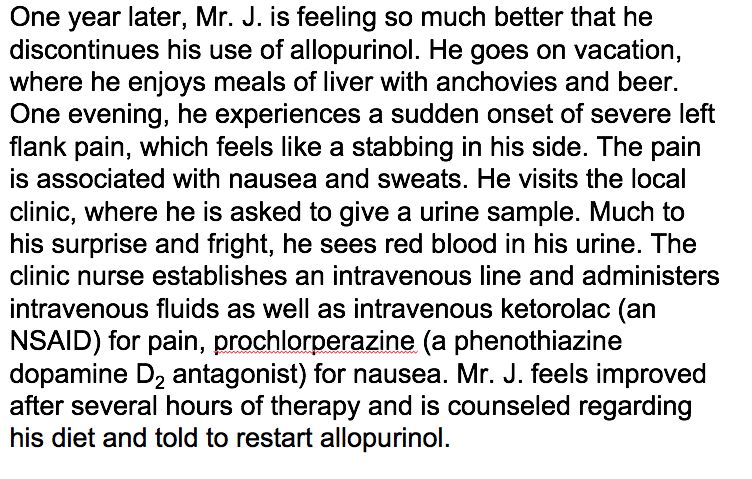 One year later, Mr. J. is feeling so much better that he
discontinues his use of allopurinol. He goes on vacation,
where he enjoys meals of liver with anchovies and beer.
One evening, he experiences a sudden onset of severe left
flank pain, which feels like a stabbing in his side. The pain
is associated with nausea and sweats. He visits the local
clinic, where he is asked to give a urine sample. Much to
his surprise and fright, he sees red blood in his urine. The
clinic nurse establishes an intravenous line and administers
intravenous fluids as well as intravenous ketorolac (an
NSAID) for pain, prochlorperazine (a phenothiazine
dopamine D₂ antagonist) for nausea. Mr. J. feels improved
after several hours of therapy and is counseled regarding
his diet and told to restart allopurinol.